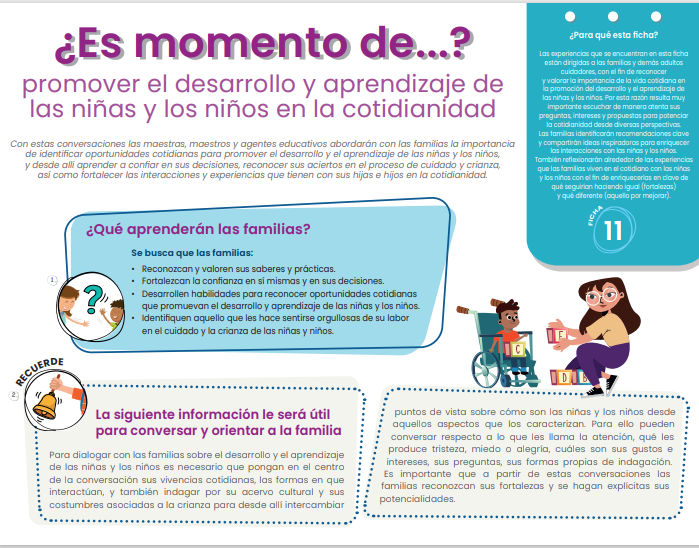 ¿Es momento de...?
promover el desarrollo y aprendizaje de
las niñas y los niños en la cotidianidad
Con estas conversaciones las maestras, maestros y agentes educativos abordarán con las familias la importancia
de identificar oportunidades cotidianas para promover el desarrollo y el aprendizaje de las niñas y los niños,
y desde allí aprender a confiar en sus decisiones, reconocer sus aciertos en el proceso de cuidado y crianza,
así como fortalecer las interacciones y experiencias que tienen con sus hijas e hijos en la cotidianidad.
¿Para qué esta ficha?
Las experiencias que se encuentran en esta ficha
están dirigidas a las familias y demás adultos
cuidadores, con el fin de reconocer
y valorar la importancia de la vida cotidiana en
la promoción del desarrollo y el aprendizaje de
las niñas y los niños. Por esta razón resulta muy
importante escuchar de manera atenta sus
preguntas, intereses y propuestas para potenciar
la cotidianidad desde diversas perspectivas.
Las familias identificarán recomendaciones clave
y compartirán ideas inspiradoras para enriquecer
las interacciones con las niñas y los niños.
También reflexionarán alrededor de las experiencias
que las familias viven en el cotidiano con las niñas
y los niños con el fin de enriquecerlas en clave de
qué seguirían haciendo igual (fortalezas)
y qué diferente (aquello por mejorar).
FICHA
11
¿Qué aprenderán las familias?
Se busca que las familias:
• Reconozcan y valoren sus saberes y prácticas.
• Fortalezcan la confianza en sí mismas y en sus decisiones.
• Desarrollen habilidades para reconocer oportunidades cotidianas
que promuevan el desarrollo y aprendizaje de las niñas y los niños.
• Identifiquen aquello que les hace sentirse orgullosas de su labor
en el cuidado y la crianza de las niñas y los niños.
1
?
C
E
D
B
RECUERDE
2
La siguiente información le será útil
para conversar y orientar a la familia
Para dialogar con las familias sobre el desarrollo y el aprendizaje
de las niñas y los niños es necesario que pongan en el centro
de la conversación sus vivencias cotidianas, las formas en que
interactúan, y también indagar por su acervo cultural y sus
costumbres asociadas a la crianza para desde allí intercambiar
puntos de vista sobre cómo son las niñas y los niños desde
aquellos aspectos que los caracterizan. Para ello pueden
conversar respecto a lo que les llama la atención, qué les
produce tristeza, miedo o alegría, cuáles son sus gustos e
intereses, sus preguntas, sus formas propias de indagación.
Es importante que a partir de estas conversaciones las
familias reconozcan sus fortalezas y se hagan explícitas sus
potencialidades.